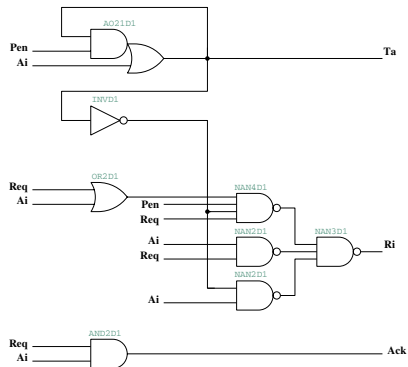 AO21D1
Pen
Ai
Ta
INVD1
OR2D1
Req
Ai
NAN4D1
Pen
Req
NAN2D1
Ai
Req
NAN3D1
Ri
NAN2D1
Ai
AND2D1
Req
Ai
Ack